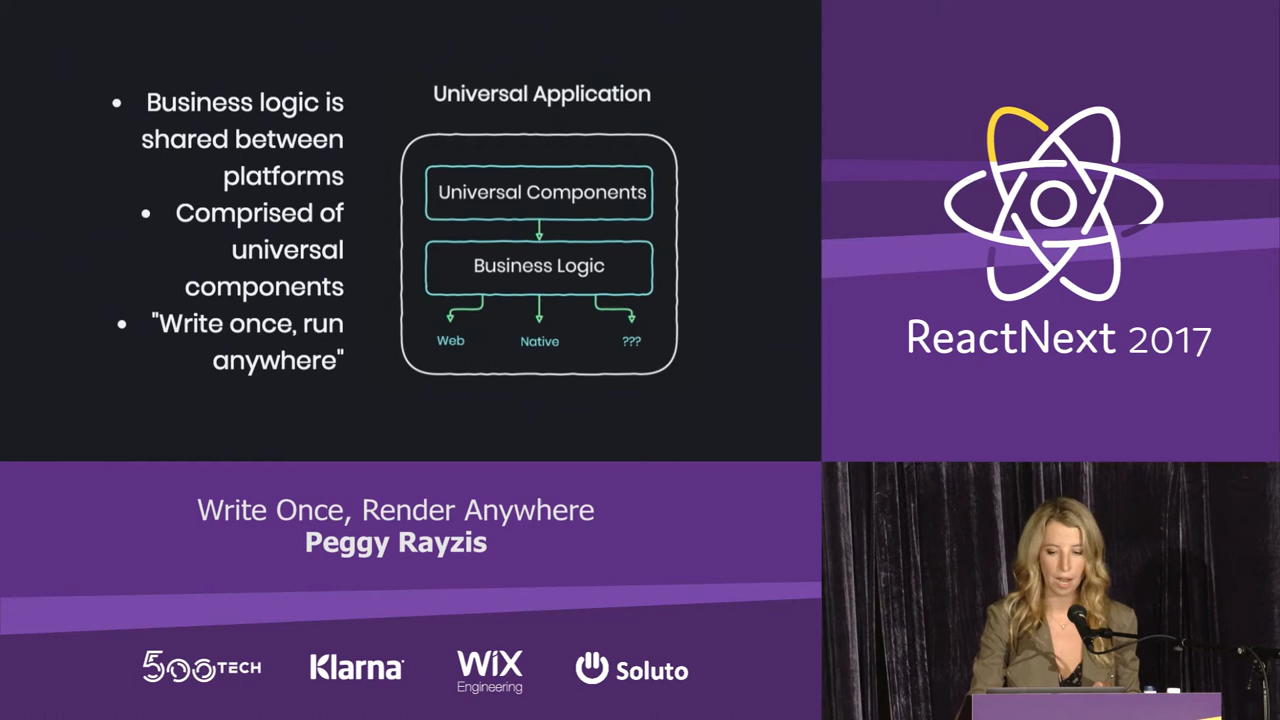 Universal Application
• Business logic is
shared between
platforms
• Comprised of
universal
components
• "Write once, run
anywhere"
Universal Components
Business Logic
Web
Native
???
ReactNext 2017
Write Once, Render Anywhere
Peggy Rayzis
500TECH
Klarna
WiX
Engineering
Soluto